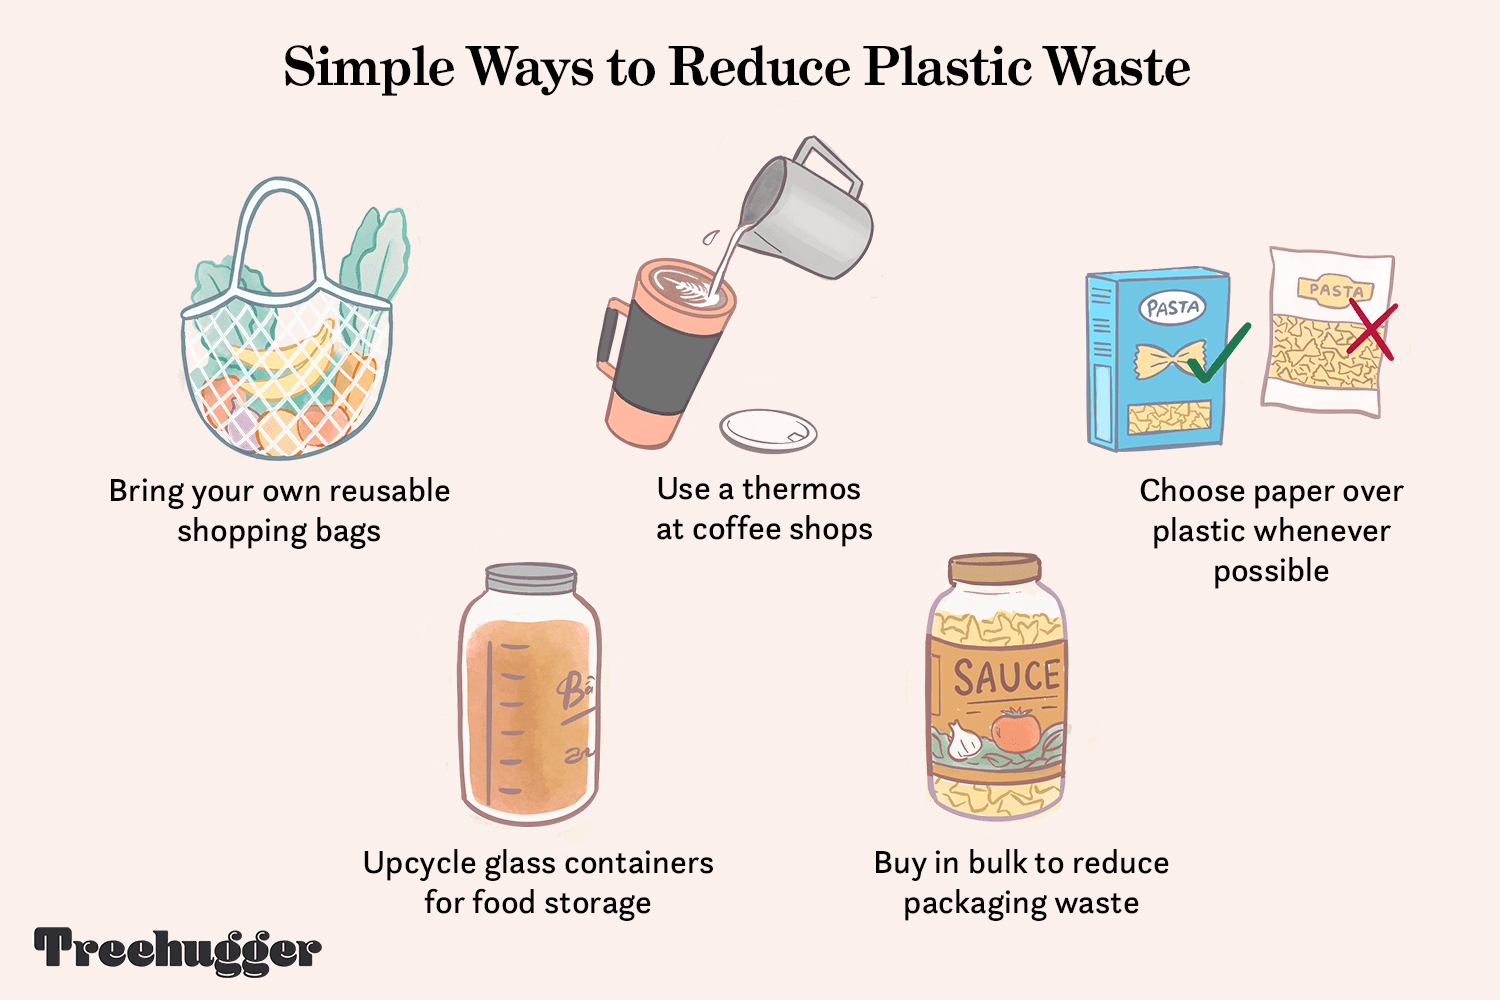 Simple Ways to Reduce Plastic Waste
PASTA
PASTA
Bring your own reusable
shopping bags
Use a thermos
at coffee shops
Choose paper over
plastic whenever
possible
SAUCE
Upcycle glass containers
for food storage
Buy in bulk to reduce
packaging waste
Treehugger